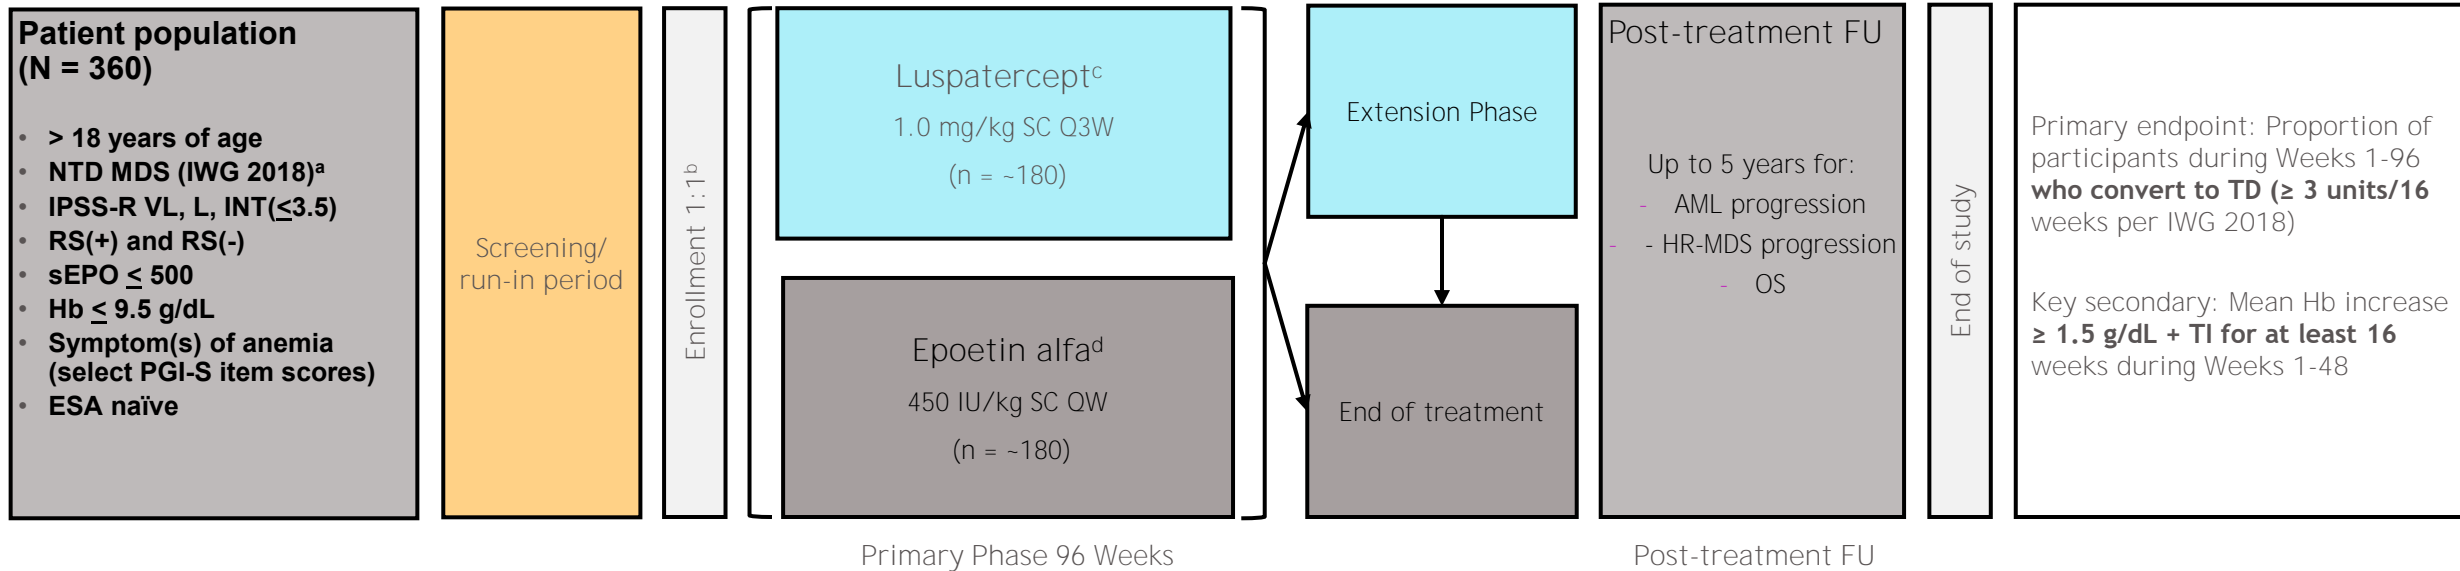 Patient population
(N = 360)
• > 18 years of age
• NTD MDS (IWG 2018)ᵃ
• IPSS-R VL, L, INT(≤3.5)
• RS(+) and RS(-)
• sEPO ≤ 500
• Hb ≤ 9.5 g/dL
• Symptom(s) of anemia
(select PGI-S item scores)
• ESA naïve
Screening/
run-in period
Enrollment 1:1ᵇ
Luspaterceptᶜ
1.0 mg/kg SC Q3W
(n = ~180)
Epoetin alfaᵈ
450 IU/kg SC QW
(n = ~180)
Primary Phase 96 Weeks
Extension Phase
End of treatment
Post-treatment FU
Up to 5 years for:
- AML progression
- - HR-MDS progression
- OS
Post-treatment FU
End of study
Primary endpoint: Proportion of
participants during Weeks 1-96
who convert to TD (≥ 3 units/16
weeks per IWG 2018)
Key secondary: Mean Hb increase
≥ 1.5 g/dL + TI for at least 16
weeks during Weeks 1-48